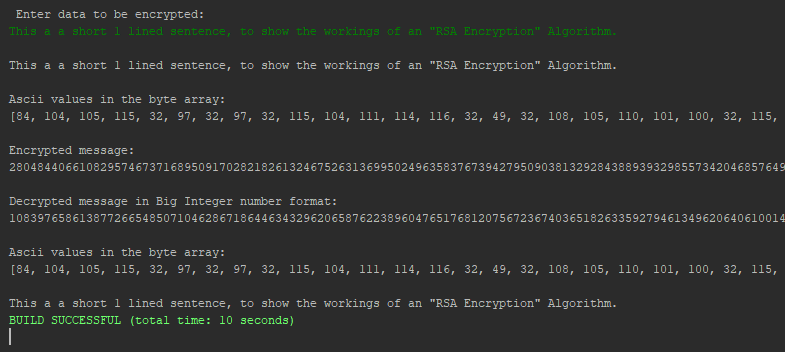 Enter data to be encrypted:
This a a short 1 lined sentence, to show the workings of an "RSA Encryption" Algorithm.
This a a short 1 lined sentence, to show the workings of an "RSA Encryption" Algorithm.
Ascii values in the byte array:
[84, 104, 105, 115, 32, 97, 32, 97, 32, 115, 104, 111, 114, 116, 32, 49, 32, 108, 105, 110, 101, 100, 32, 115,
Encrypted message:
280484406610829574673716895091702821826132467526313699502496358376739427950903813292843889393298557342046857649
Decrypted message in Big Integer number format:
108397658613877266548507104628671864463432962065876223896047651768120756723674036518263359279461349620640610014
Ascii values in the byte array:
[84, 104, 105, 115, 32, 97, 32, 97, 32, 115, 104, 111, 114, 116, 32, 49, 32, 108, 105, 110, 101, 100, 32, 115,
This a a short 1 lined sentence, to show the workings of an "RSA Encryption" Algorithm.
BUILD SUCCESSFUL (total time: 10 seconds)